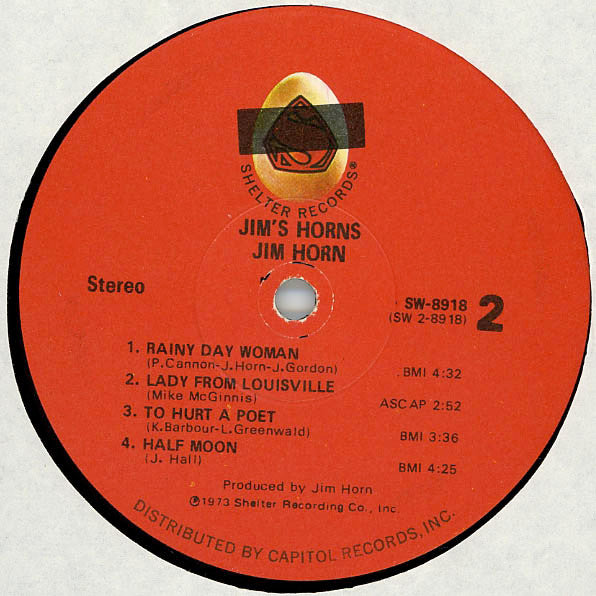 SHELTER RECORDS®
JIM'S HORNS
JIM HORN
Stereo
SW-8918
(SW 2-8918)
2
1. RAINY DAY WOMAN
(P.Cannon-J.Horn-J.Gordon)
BMI 4:32
2. LADY FROM LOUISVILLE
(Mike McGinnis)
ASCAP 2:52
3. TO HURT A POET
(K.Barbour-L.Greenwald)
BMI 3:36
4. HALF MOON
(J. Hall)
BMI 4:25
Produced by Jim Horn
℗1973 Shelter Recording Co., Inc.
DISTRIBUTED BY CAPITOL RECORDS, INC.